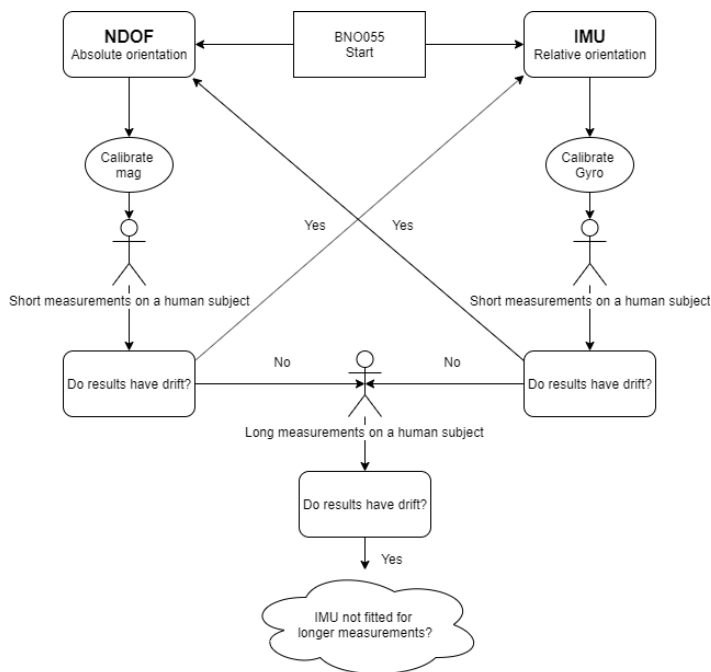 NDOF
Absolute orientation
BNO055
Start
IMU
Relative orientation
Calibrate
mag
Calibrate
Gyro
Yes
Yes
Short measurements on a human subject
Short measurements on a human subject
Do results have drift?
No
No
Do results have drift?
Long measurements on a human subject
Do results have drift?
Yes
IMU not fitted for
longer measurements?